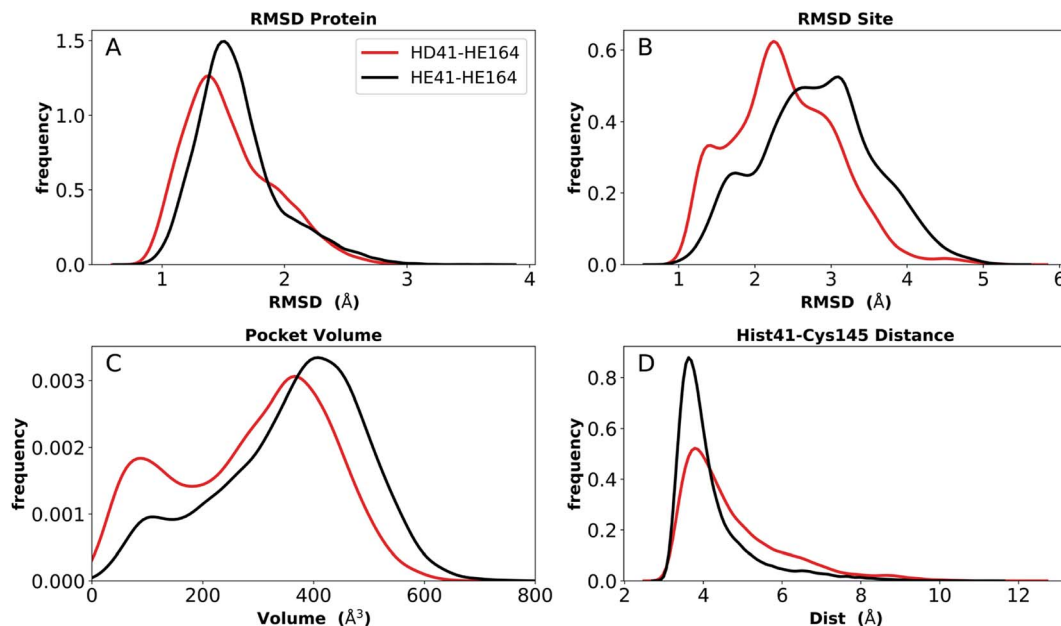 RMSD Protein
A
HD41-HE164
HE41-HE164
1.5
1.0
0.5
0.0
frequency
1 2 3 4
RMSD (Å)
RMSD Site
B
0.6
0.4
0.2
0.0
frequency
1 2 3 4 5 6
RMSD (Å)
Pocket Volume
C
0.003
0.002
0.001
0.000
frequency
0 200 400 600 800
Volume (Å³)
Hist41-Cys145 Distance
D
0.8
0.6
0.4
0.2
0.0
frequency
2 4 6 8 10 12
Dist (Å)